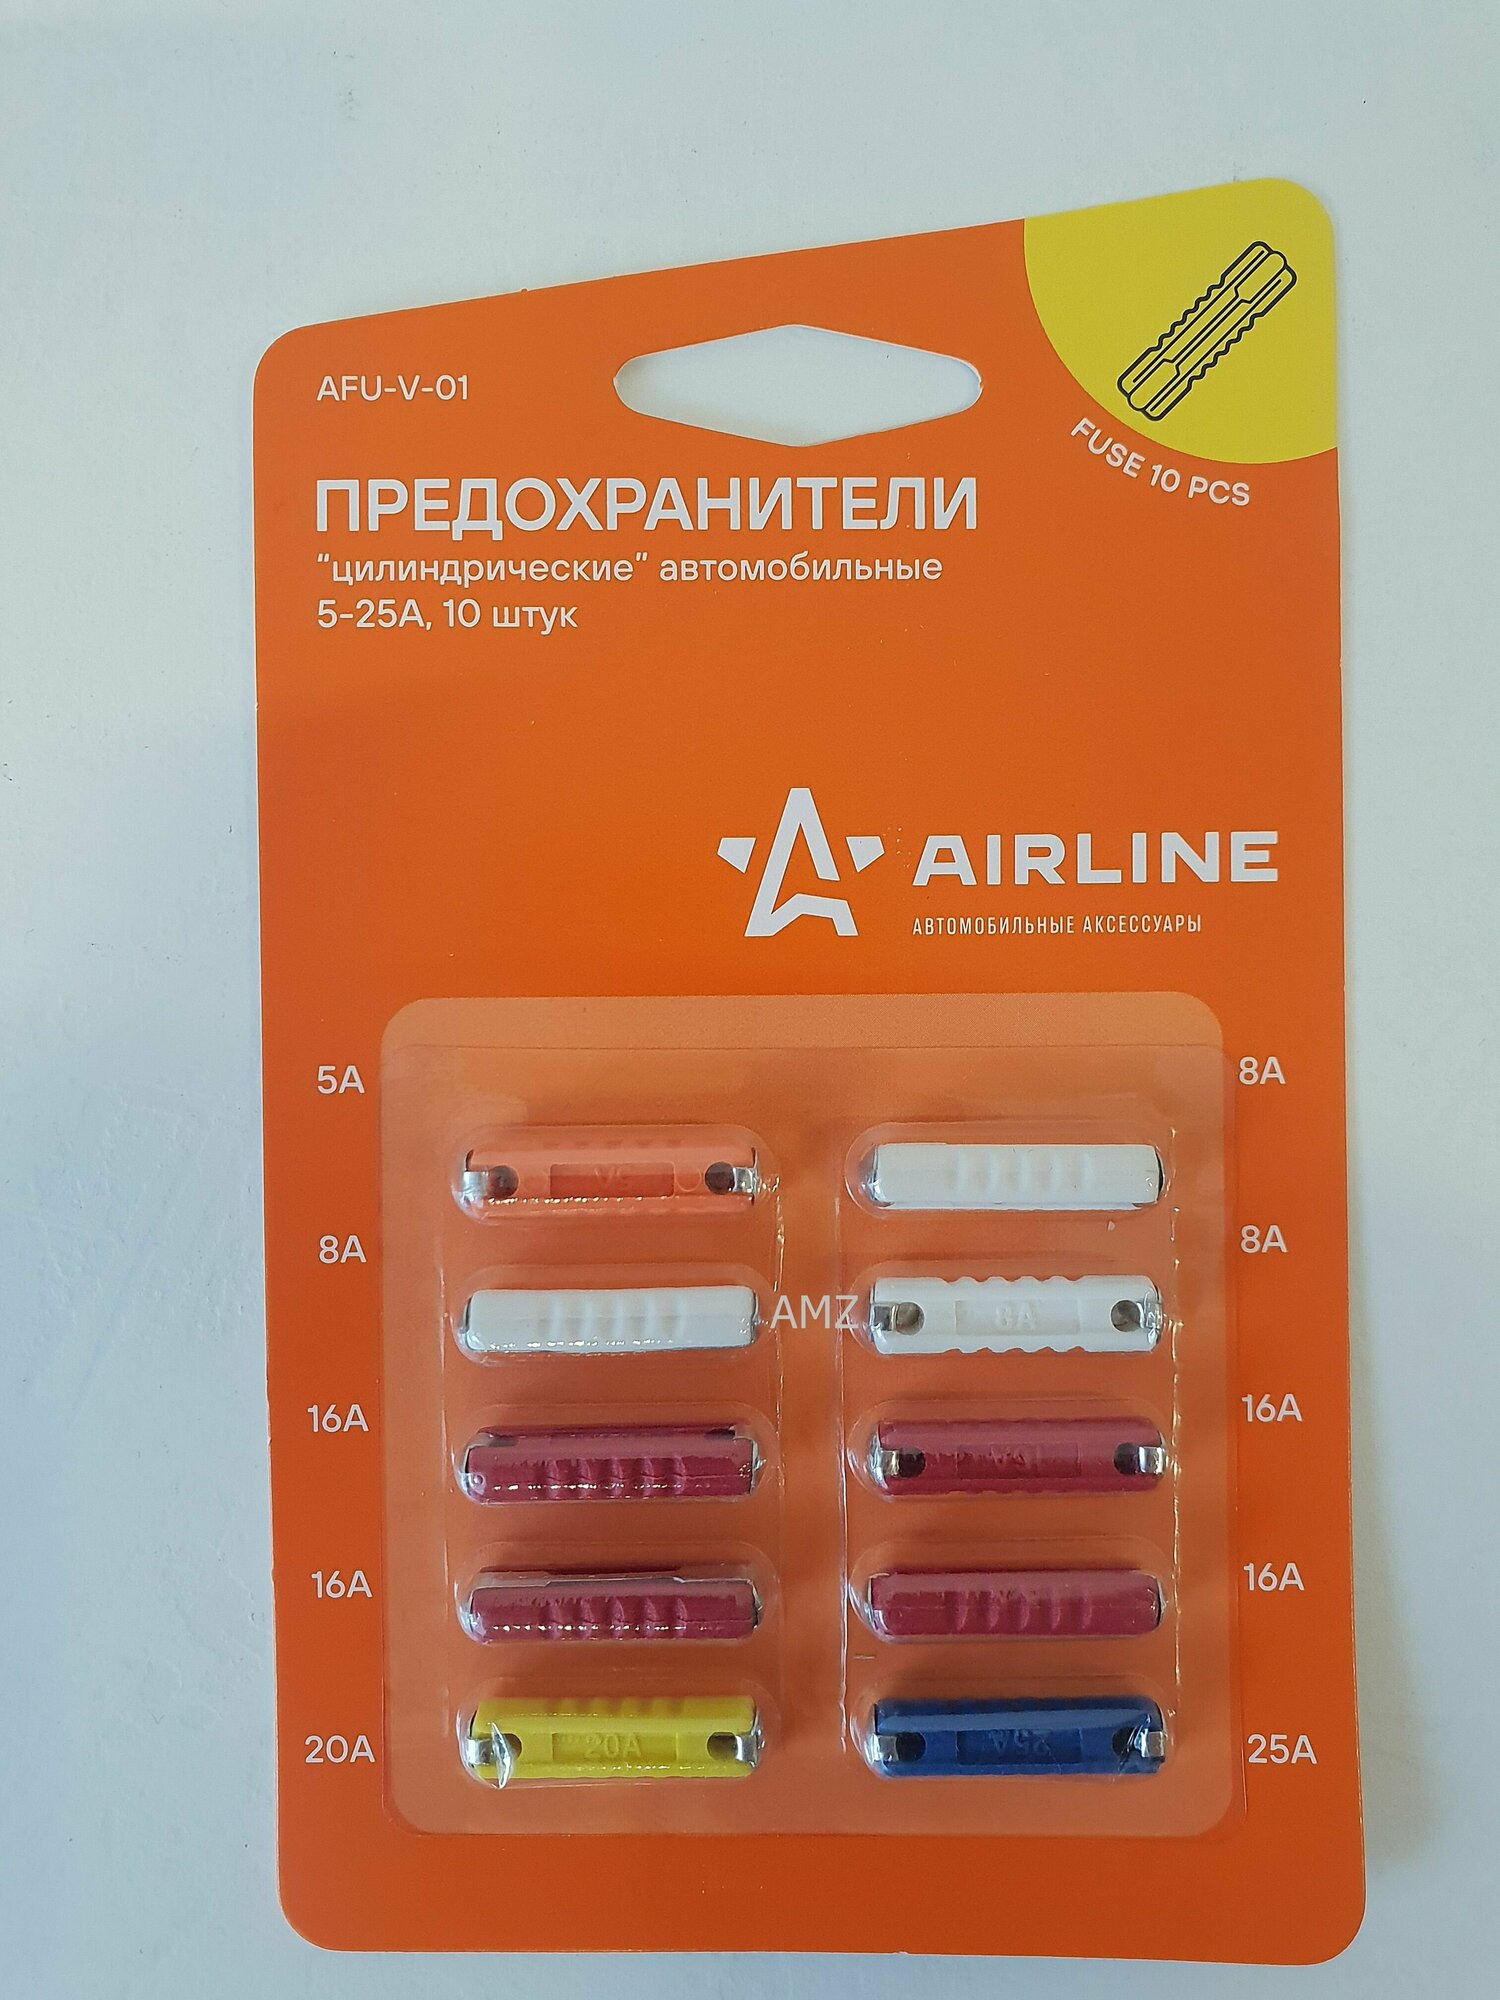 AFU-V-01
FUSE 10 PCS
ПРЕДОХРАНИТЕЛИ
"цилиндрические" автомобильные
5-25А, 10 штук
AIRLINE
АВТОМОБИЛЬНЫЕ АКСЕССУАРЫ
5A 8A
8A 8A
AMZ
8A
16A 16A
16A 16A
20A 25A
20A
25A